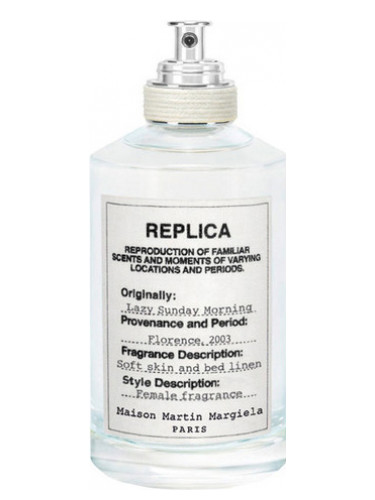 REPLICA
REPRODUCTION OF FAMILIAR
SCENTS AND MOMENTS OF VARYING
LOCATIONS AND PERIODS.
Originally:
Lazy Sunday Morning
Provenance and Period:
Florence, 2003
Fragrance Description:
Soft skin and bed linen
Style Description:
Female fragrance
Maison Martin Margiela
PARIS